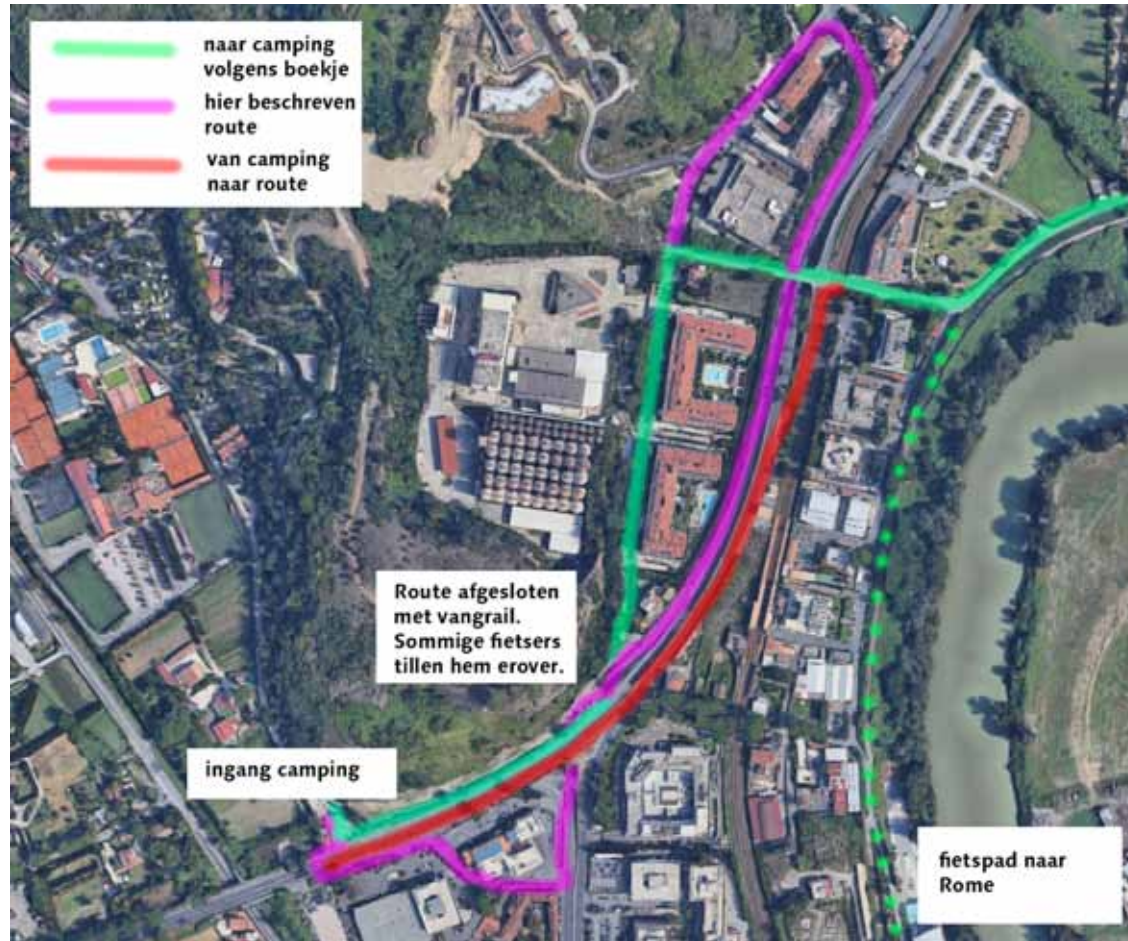 naar camping
volgens boekje
hier beschreven
route
van camping
naar route
Route afgesloten
met vangrail.
Sommige fietsers
tillen hem erover.
ingang camping
fietspad naar
Rome